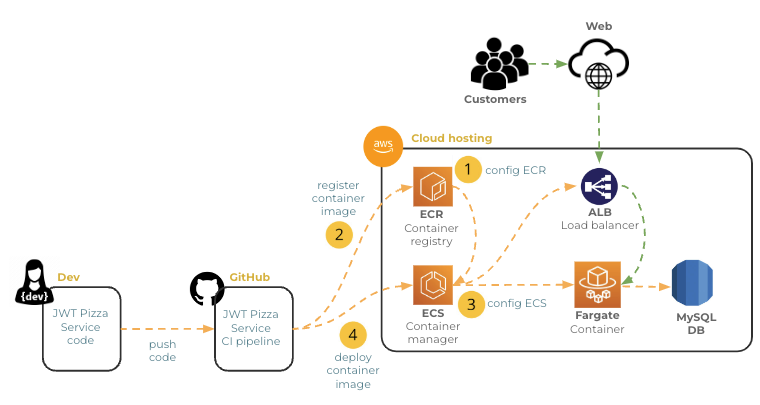 Web
Customers
aws
Cloud hosting
1
config ECR
register
container
image
2
ECR
Container
registry
ALB
Load balancer
Dev
{dev}
JWT Pizza
Service
code
push
code
GitHub
JWT Pizza
Service
CI pipeline
4
deploy
container
image
ECS
Container
manager
3
config ECS
Fargate
Container
MySQL
DB